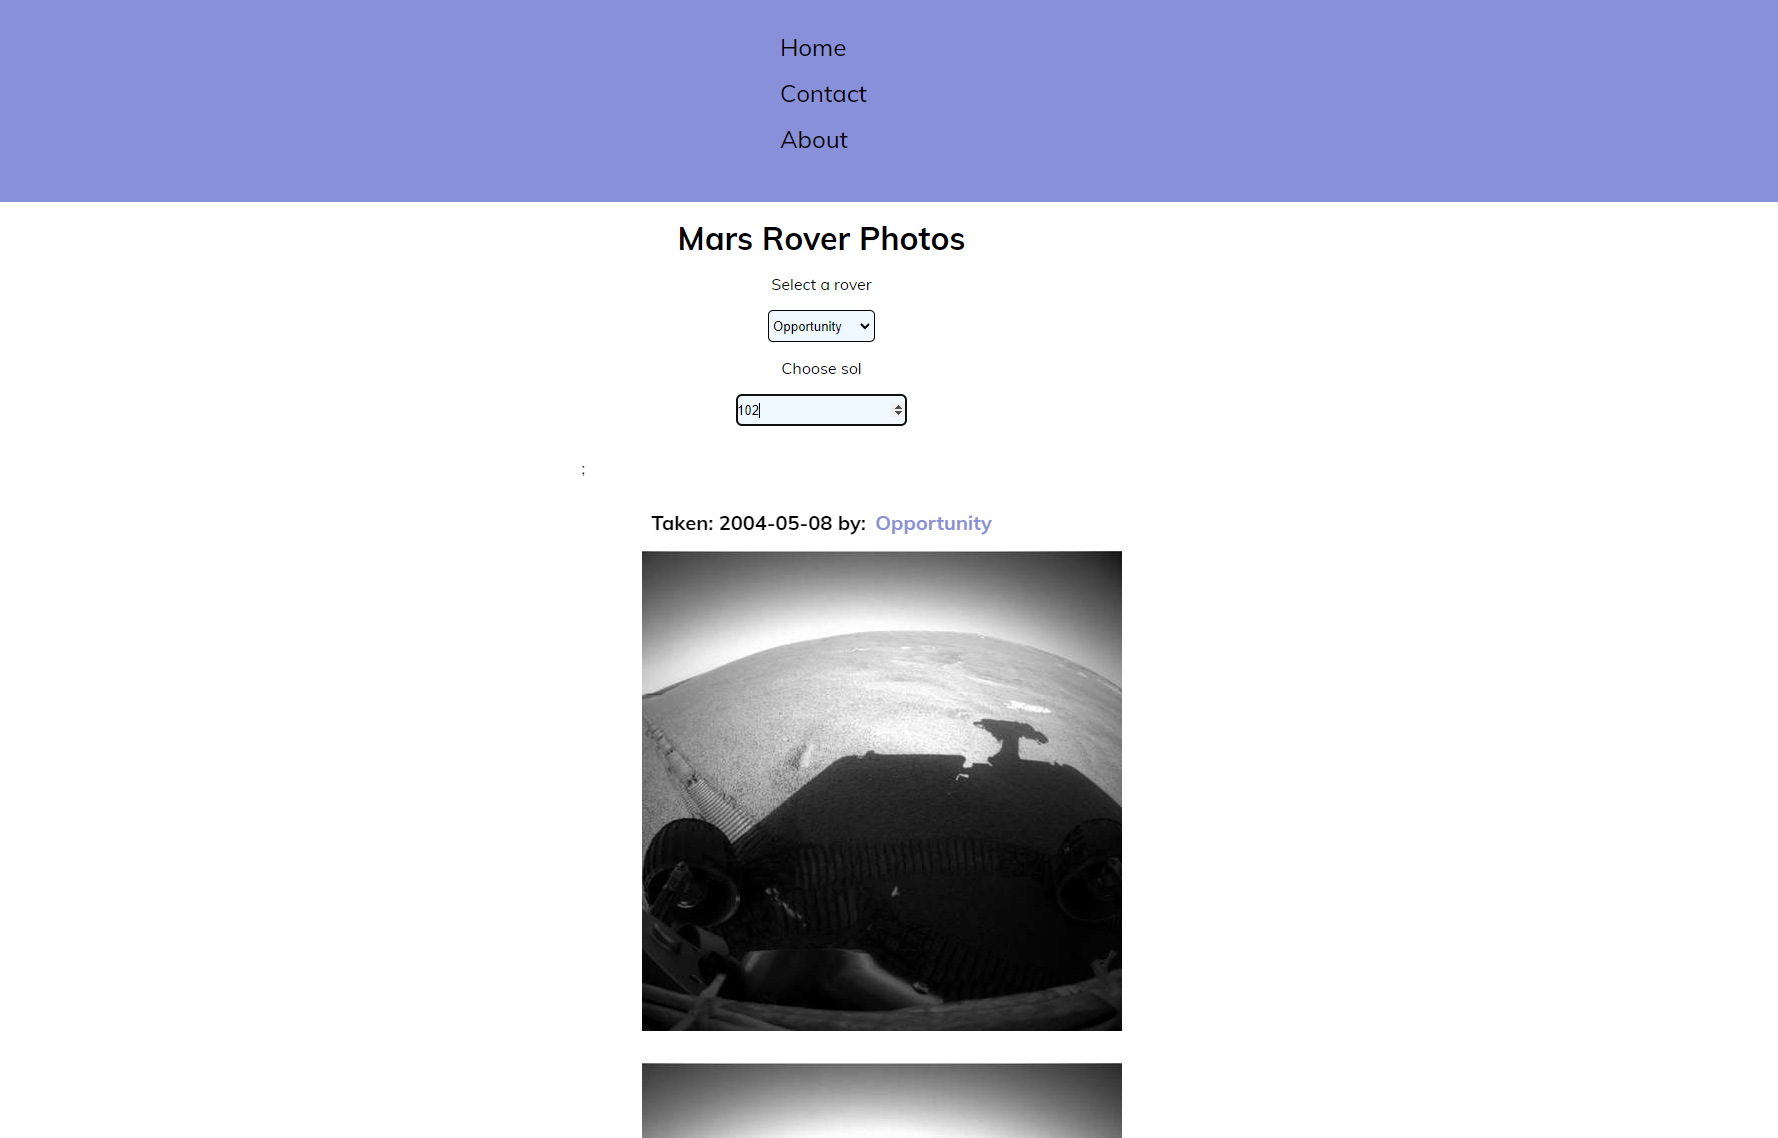 Home
Contact
About
Mars Rover Photos
Select a rover
Opportunity
Choose sol
102
;
Taken: 2004-05-08 by: Opportunity